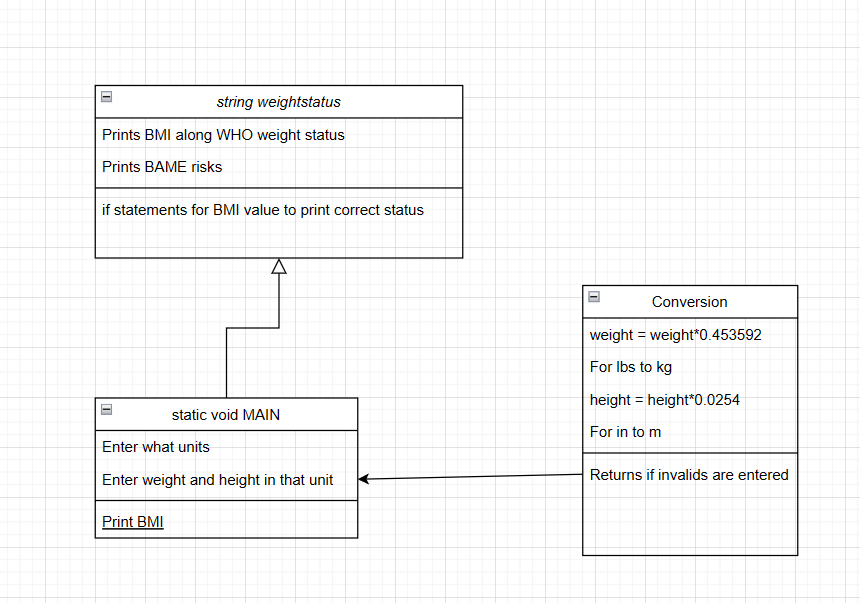 string weightstatus
Prints BMI along WHO weight status
Prints BAME risks
if statements for BMI value to print correct status
Conversion
weight = weight*0.453592
For lbs to kg
height = height*0.0254
For in to m
Returns if invalids are entered
static void MAIN
Enter what units
Enter weight and height in that unit
Print BMI